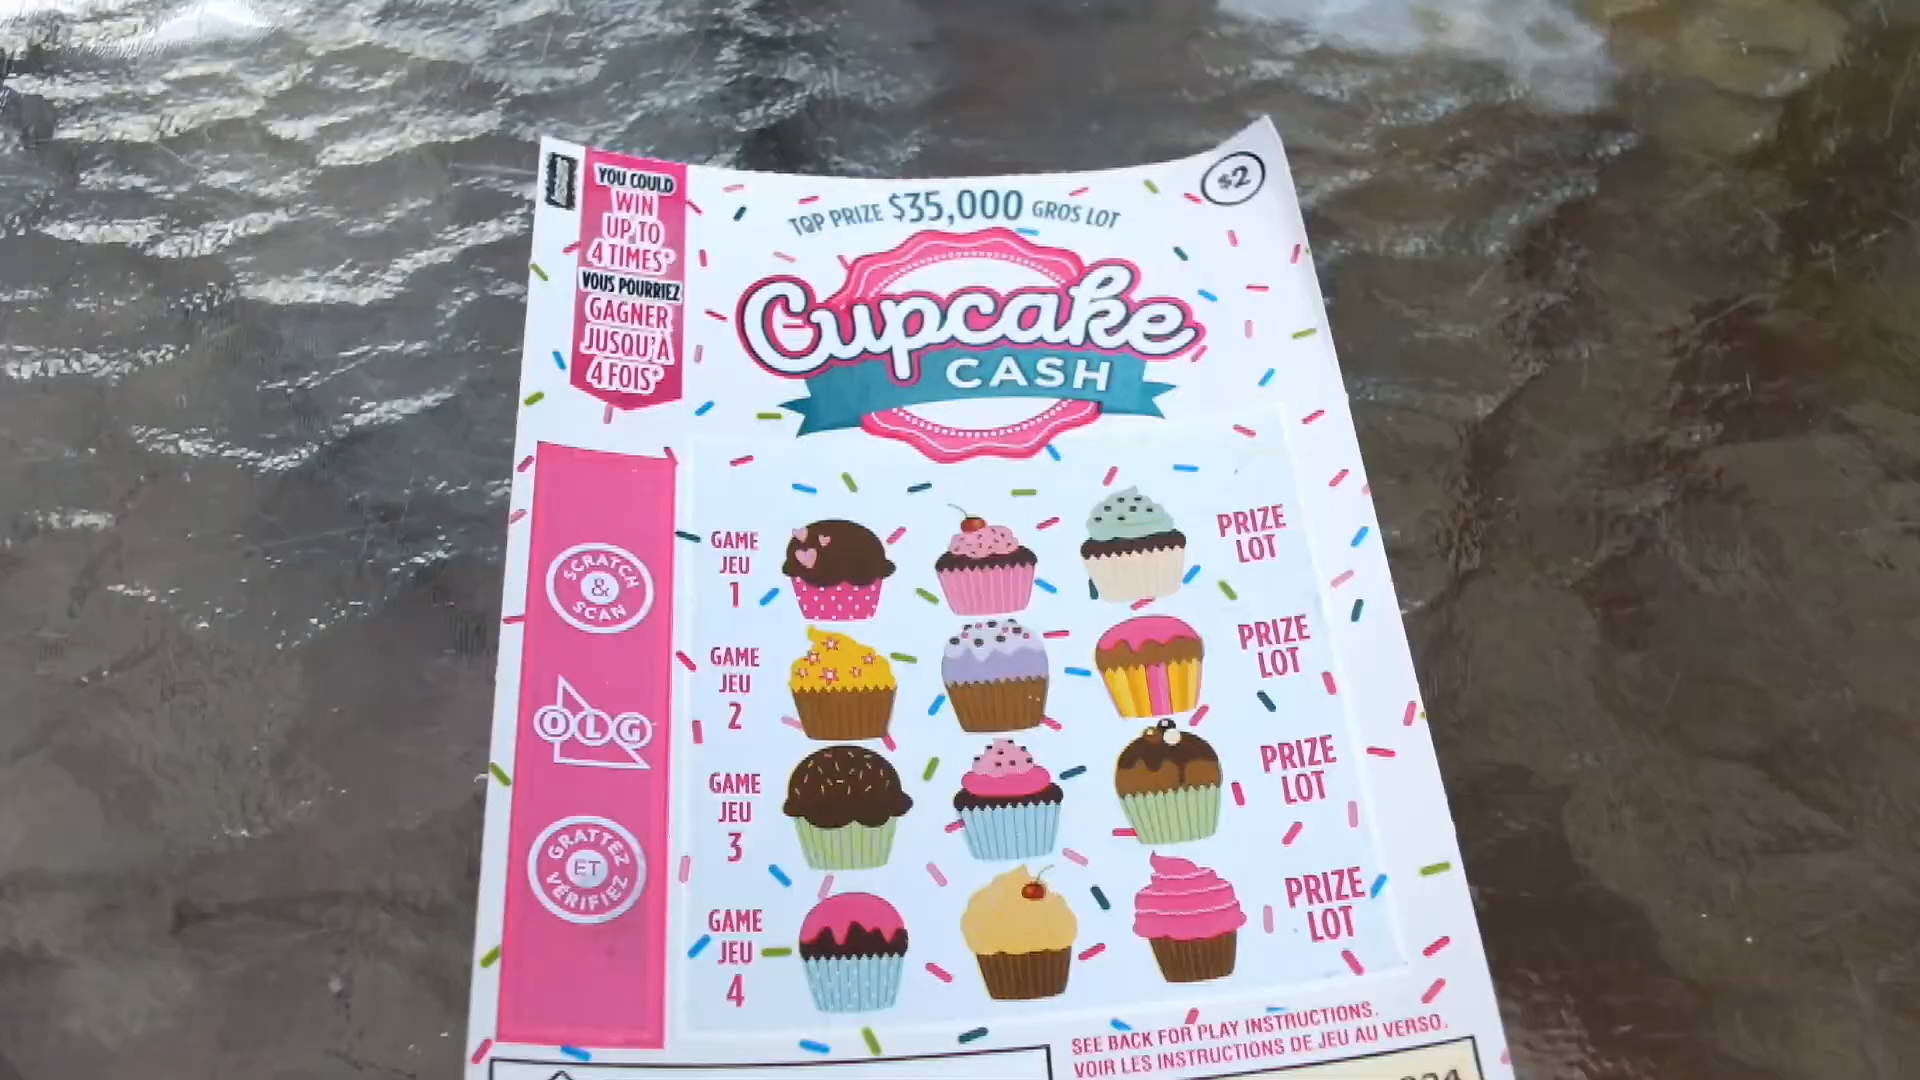 YOU COULD
WIN
UP TO
4 TIMES*
VOUS POURRIEZ
GAGNER
JUSQU'À
4 FOIS*
$2
TOP PRIZE $35,000 GROS LOT
Cupcake
CASH
SCRATCH
&
SCAN
OLG
GRATTEZ
ET
VÉRIFIEZ
GAME
JEU
1
PRIZE
LOT
GAME
JEU
2
PRIZE
LOT
GAME
JEU
3
PRIZE
LOT
GAME
JEU
4
PRIZE
LOT
SEE BACK FOR PLAY INSTRUCTIONS.
VOIR LES INSTRUCTIONS DE JEU AU VERSO.